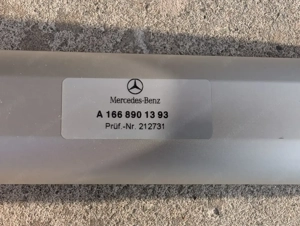 Mercedes-Benz
A 166 890 13 93
Prüf.-Nr. 212731